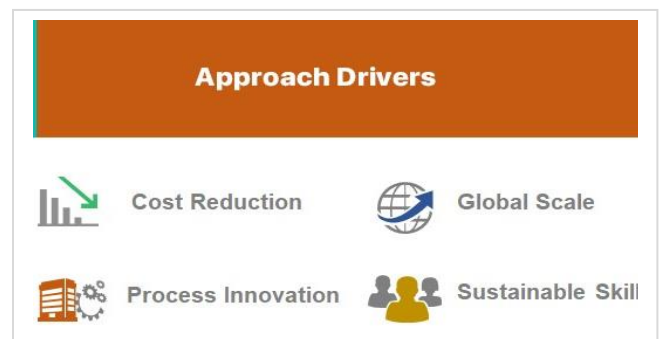 Approach Drivers
Cost Reduction
Global Scale
Process Innovation
Sustainable Skill